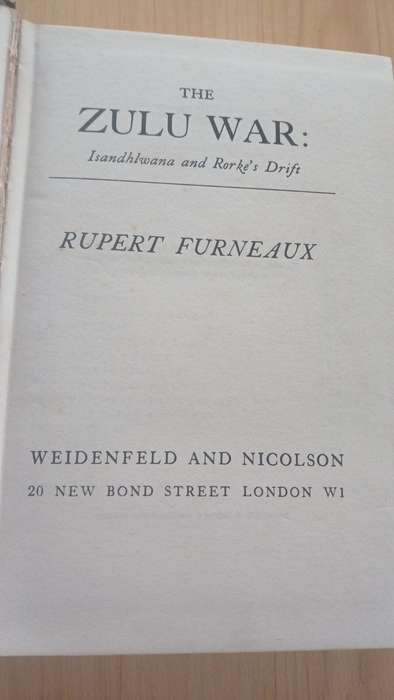 THE
ZULU WAR:
Isandhlwana and Rorke's Drift
RUPERT FURNEAUX
WEIDENFELD AND NICOLSON
20 NEW BOND STREET LONDON W1